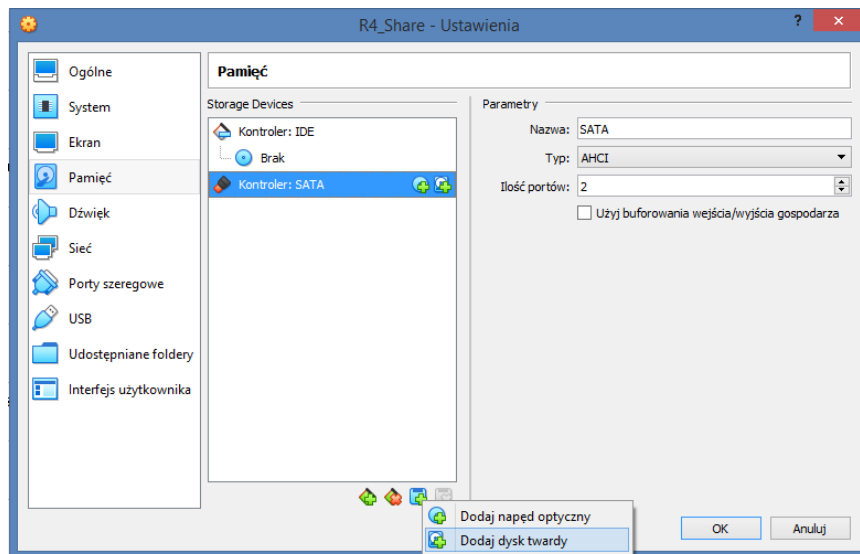 R4_Share - Ustawienia
?
Ogólne
System
Ekran
Pamięć
Dźwięk
Sieć
Porty szeregowe
USB
Udostępniane foldery
Interfejs użytkownika
Pamięć
Storage Devices
Kontroler: IDE
Brak
Kontroler: SATA
Parametry
Nazwa: SATA
Typ: AHCI
Ilość portów: 2
Użyj buforowania wejścia/wyjścia gospodarza
Dodaj napęd optyczny
Dodaj dysk twardy
OK
Anuluj